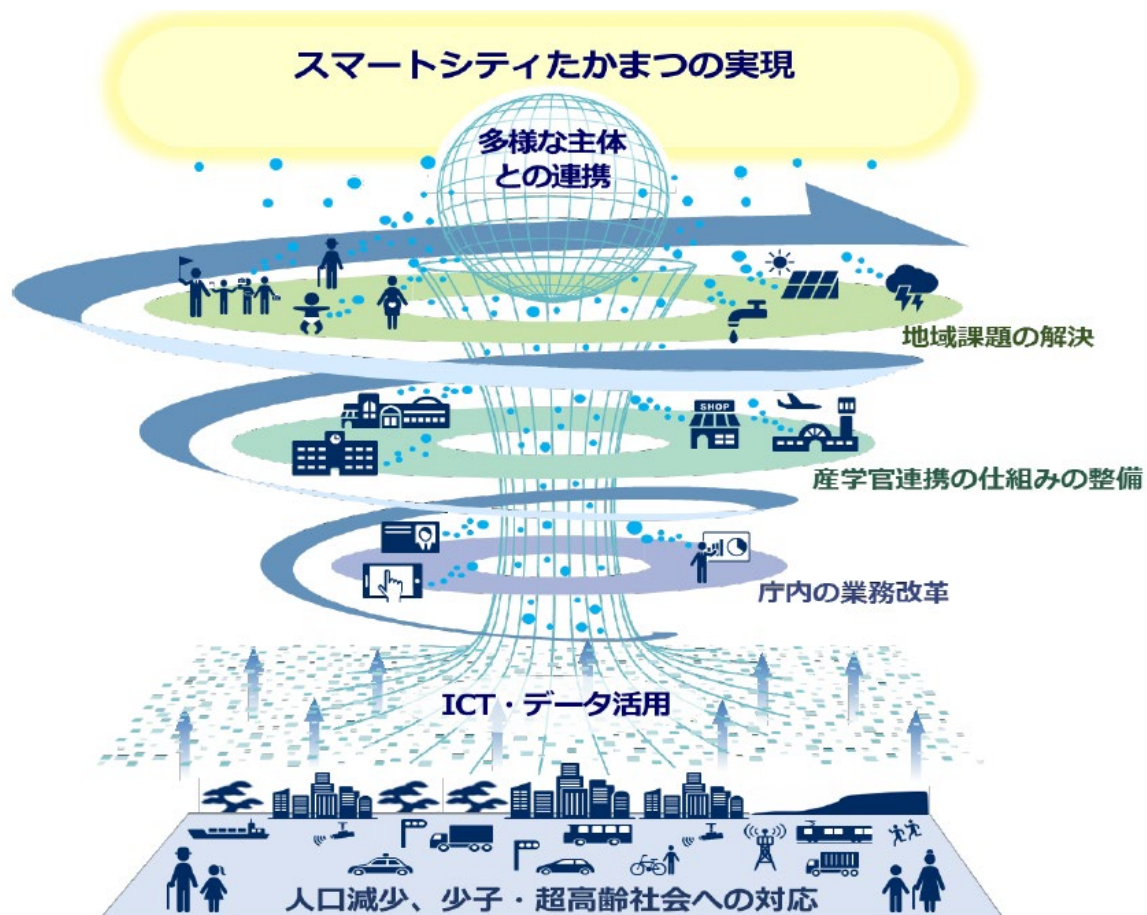 スマートシティたかまつの実現
多様な主体
との連携
地域課題の解決
SHOP
産学官連携の仕組みの整備
庁内の業務改革
ICT・データ活用
人口減少、少子・超高齢社会への対応